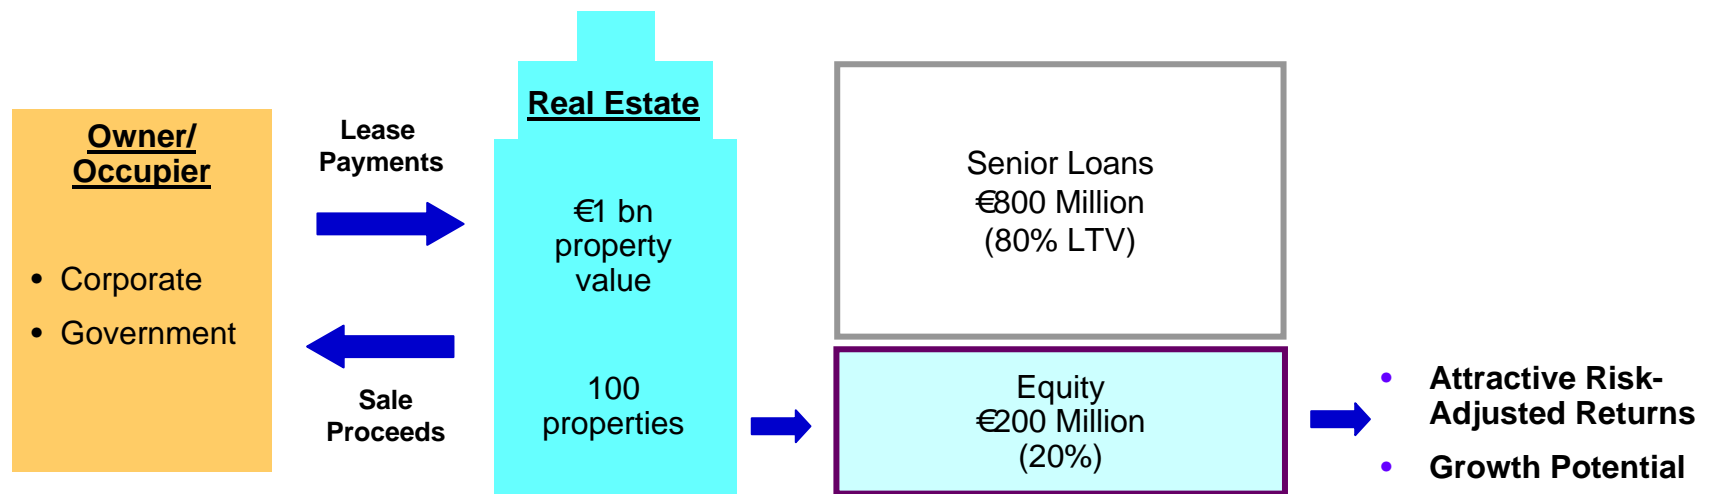 Owner/
Occupier
• Corporate
• Government
Lease
Payments
Sale
Proceeds
Real Estate
€1 bn
property
value
100
properties
Senior Loans
€800 Million
(80% LTV)
Equity
€200 Million
(20%)
• Attractive Risk-
Adjusted Returns
• Growth Potential